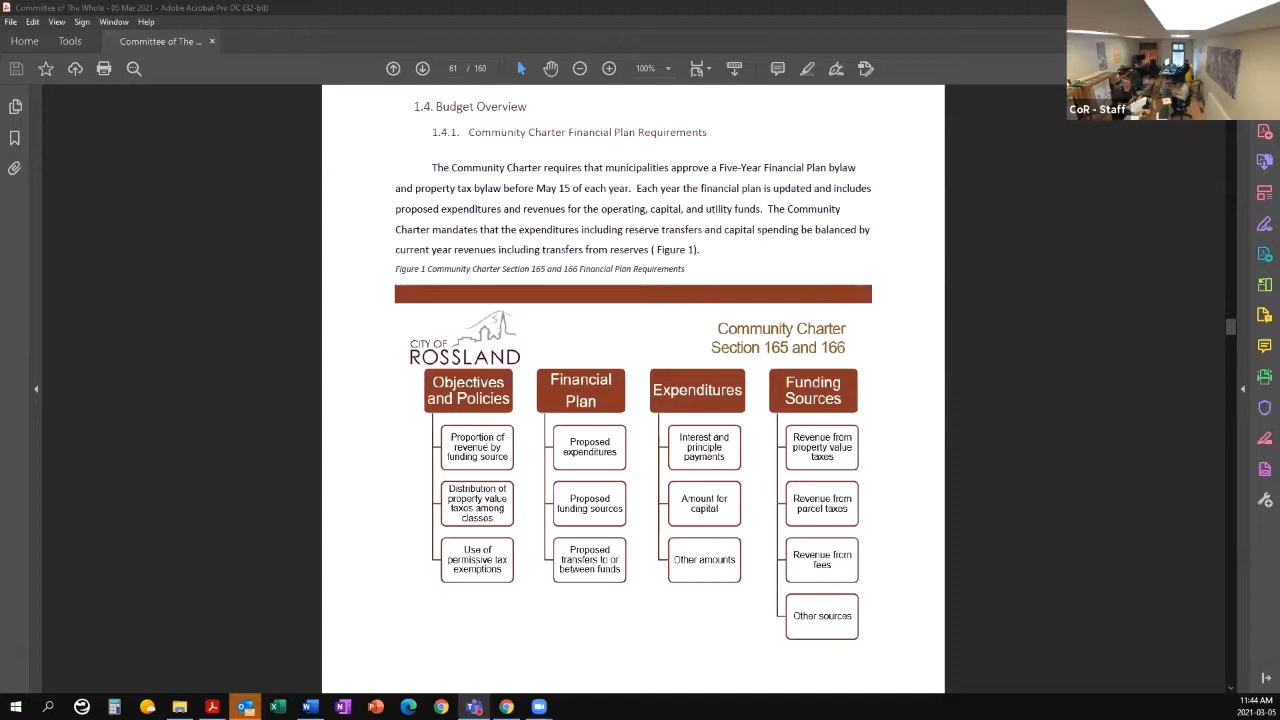 Committee of The Whole - 05 Mar 2021 - Adobe Acrobat Pro DC (32-bit)
File Edit View Sign Window Help
Home Tools Committee of The ... ×
61 / 160 100%
CoR - Staff
1.4. Budget Overview
1.4.1. Community Charter Financial Plan Requirements
The Community Charter requires that municipalities approve a Five-Year Financial Plan bylaw
and property tax bylaw before May 15 of each year. Each year the financial plan is updated and includes
proposed expenditures and revenues for the operating, capital, and utility funds. The Community
Charter mandates that the expenditures including reserve transfers and capital spending be balanced by
current year revenues including transfers from reserves ( Figure 1).
Figure 1 Community Charter Section 165 and 166 Financial Plan Requirements
CITY OF
ROSSLAND
Community Charter
Section 165 and 166
Objectives
and Policies
Proportion of
revenue by
funding source
Distribution of
property value
taxes among
classes
Use of
permissive tax
exemptions
Financial
Plan
Proposed
expenditures
Proposed
funding sources
Proposed
transfers to or
between funds
Expenditures
Interest and
principle
payments
Amount for
capital
Other amounts
Funding
Sources
Revenue from
property value
taxes
Revenue from
parcel taxes
Revenue from
fees
Other sources
11:44 AM
2021-03-05